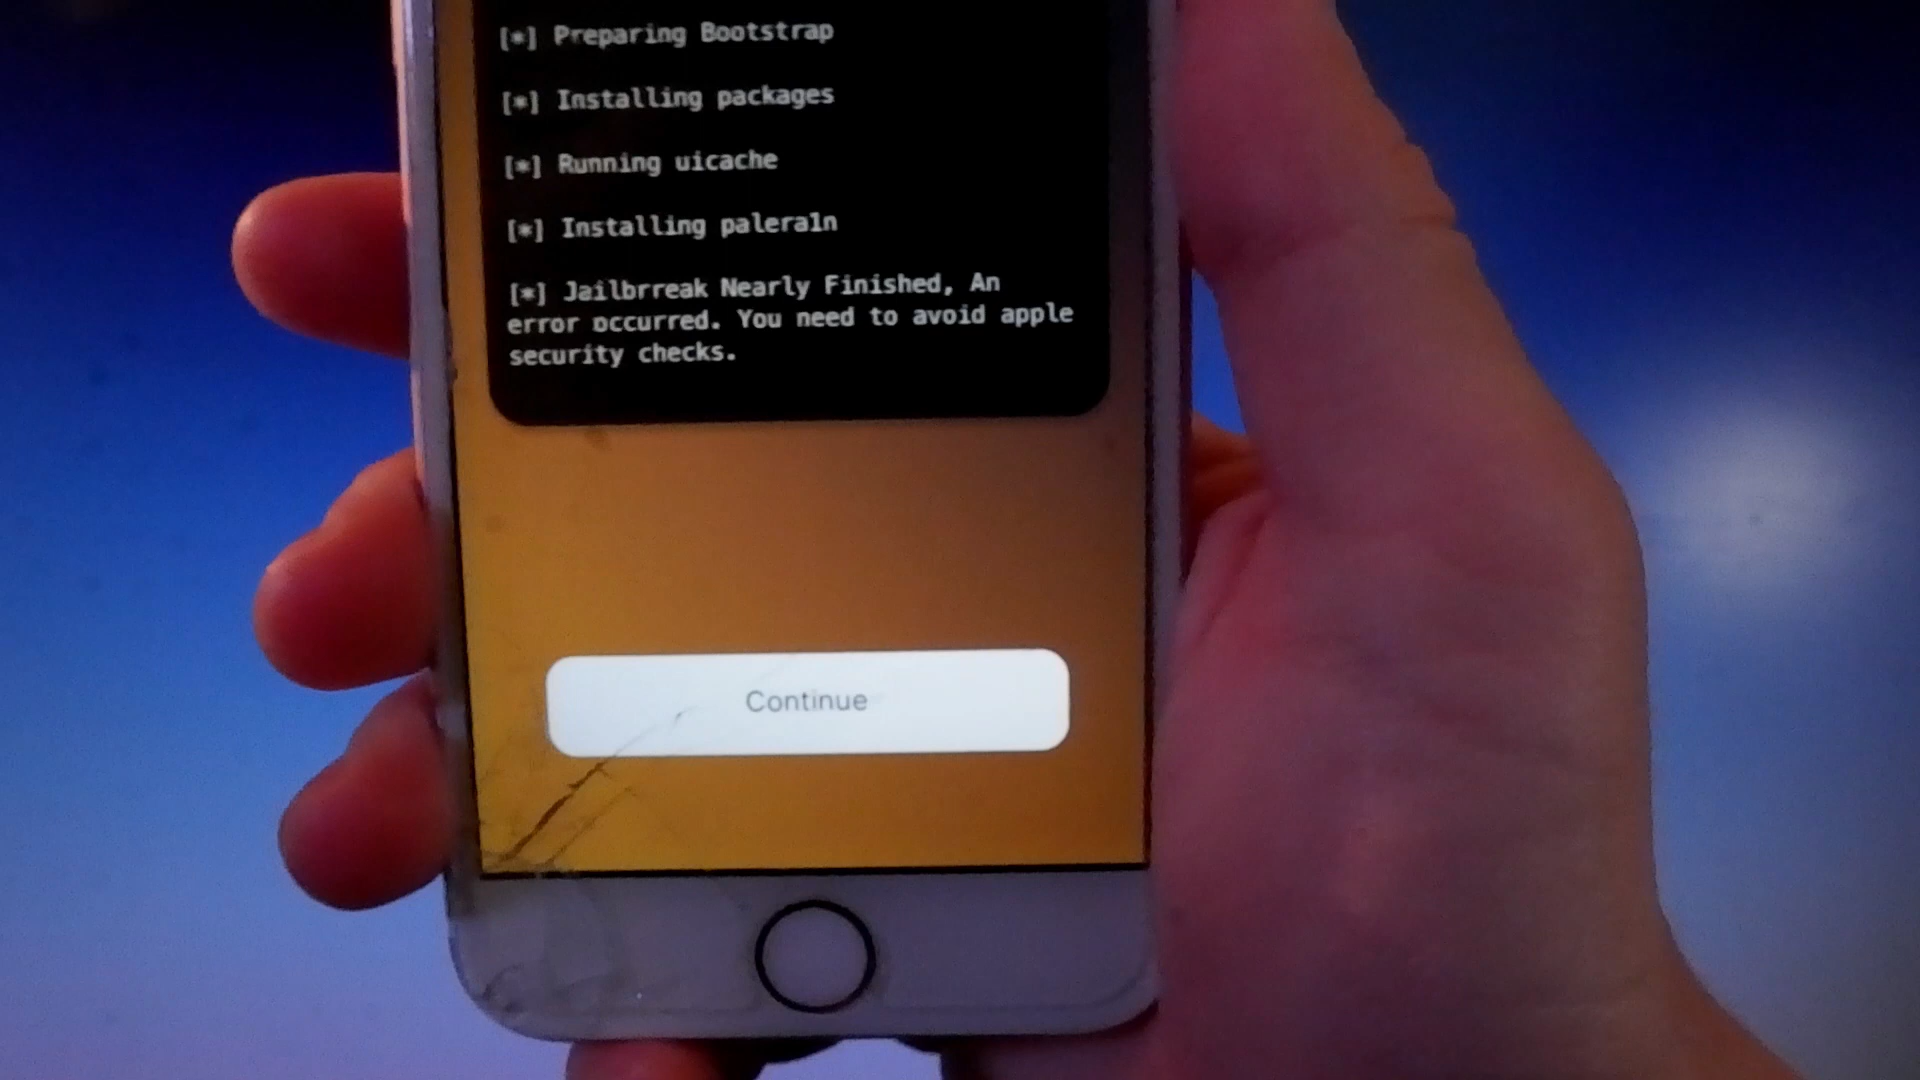 [*] Preparing Bootstrap
[*] Installing packages
[*] Running uicache
[*] Installing palera1n
[*] Jailbrreak Nearly Finished, An
error occurred. You need to avoid apple
security checks.
Continue